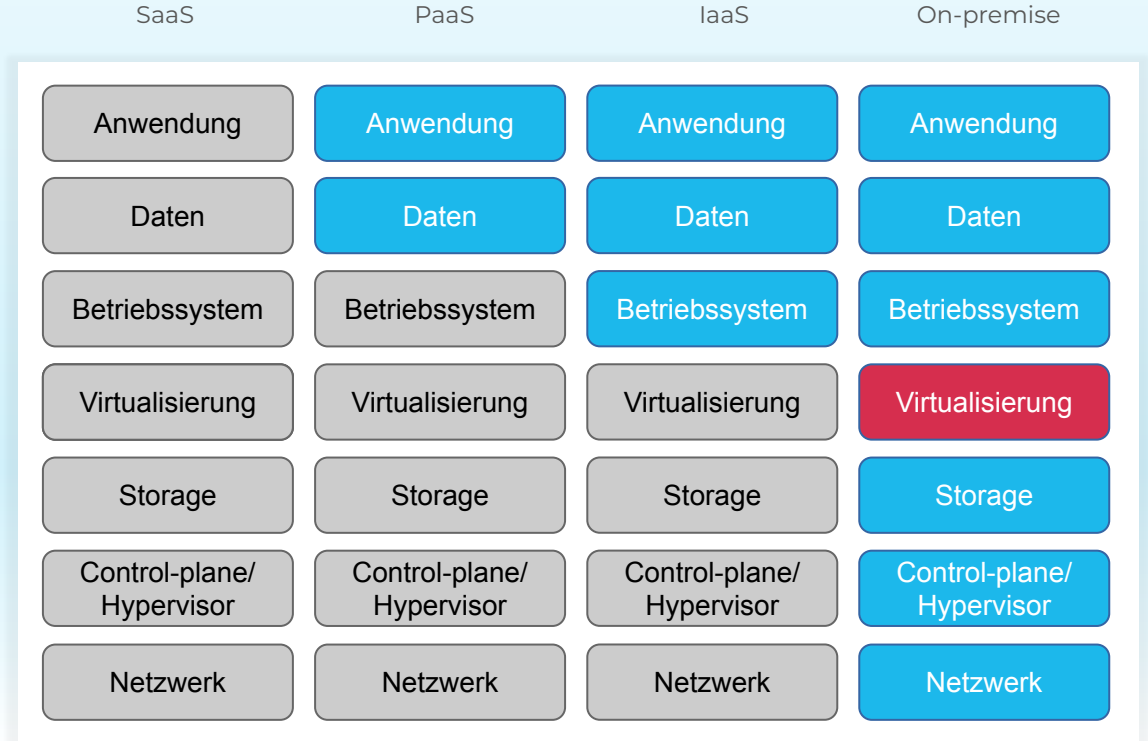 SaaS PaaS IaaS On-premise
Anwendung Anwendung Anwendung Anwendung
Daten Daten Daten Daten
Betriebssystem Betriebssystem Betriebssystem Betriebssystem
Virtualisierung Virtualisierung Virtualisierung Virtualisierung
Storage Storage Storage Storage
Control-plane/ Control-plane/ Control-plane/ Control-plane/
Hypervisor Hypervisor Hypervisor Hypervisor
Netzwerk Netzwerk Netzwerk Netzwerk